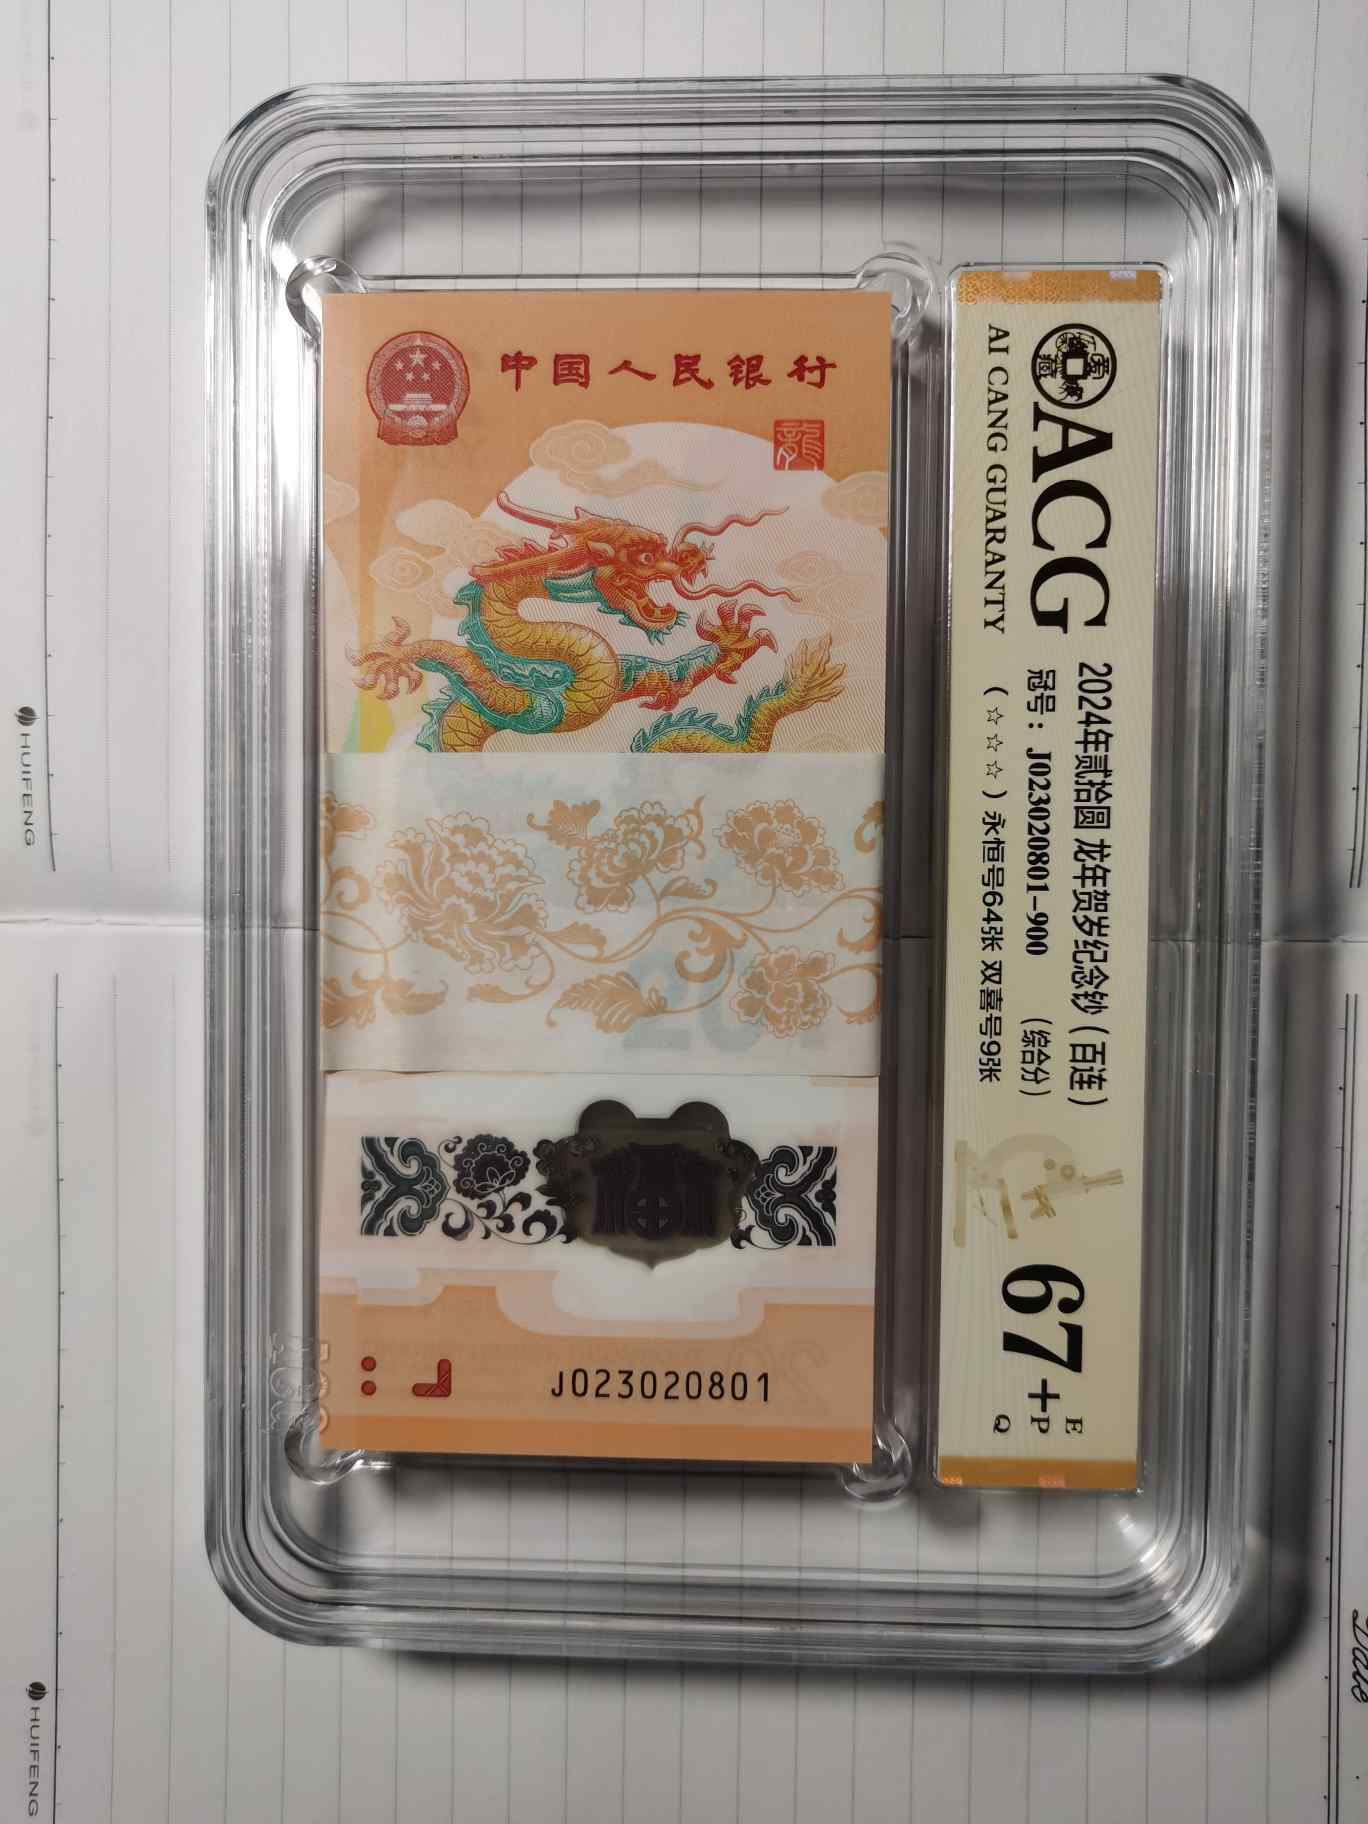 中国人民银行
龍
J023020801
ACG
AI CANG GUARANTY
2024年贰拾圆 龙年贺岁纪念钞（百连）
冠号：J023020801-900 （综合分）
（☆☆☆）永恒号64张 双喜号9张
67+
E
P
Q
HUIFENG
HUIFENG
Date